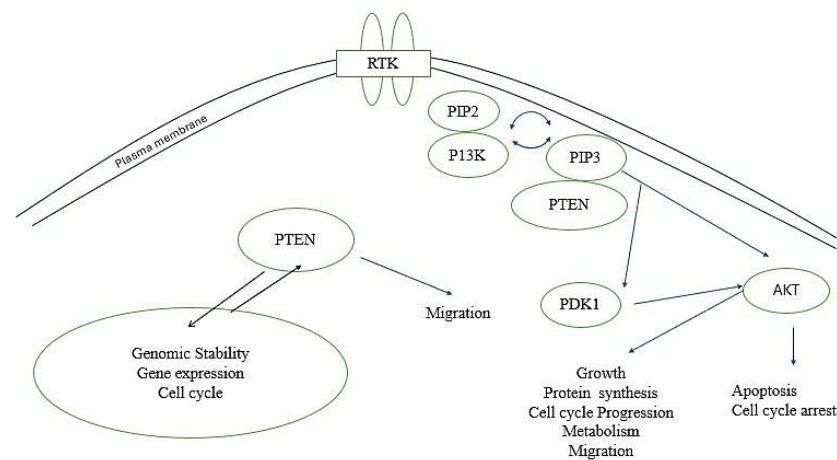 RTK
Plasma membrane
PIP2
P13K
PIP3
PTEN
PTEN
Migration
PDK1
AKT
Genomic Stability
Gene expression
Cell cycle
Growth
Protein synthesis
Cell cycle Progression
Metabolism
Migration
Apoptosis
Cell cycle arrest